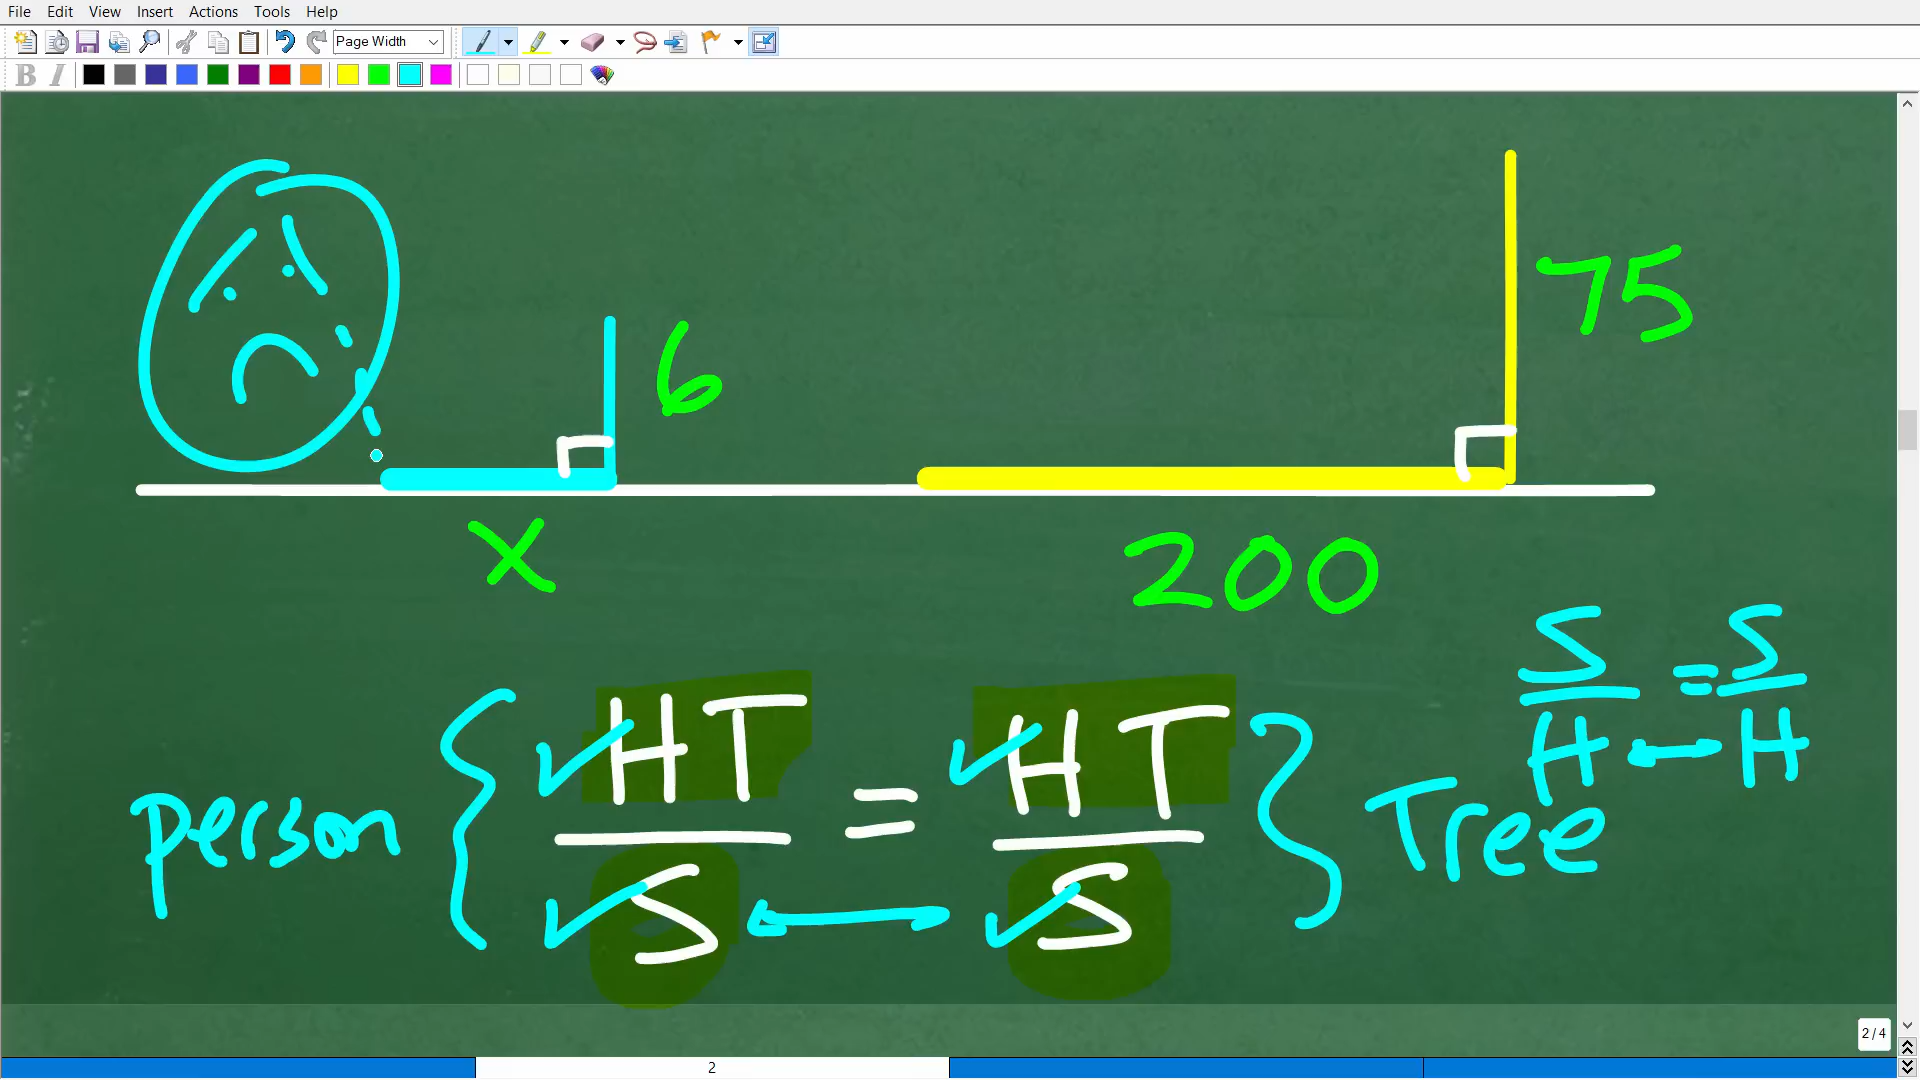 File Edit View Insert Actions Tools Help
Page Width
B I
6
75
x
200
S = S
H H
HT = HT
S S
person
Tree
2 / 4
2